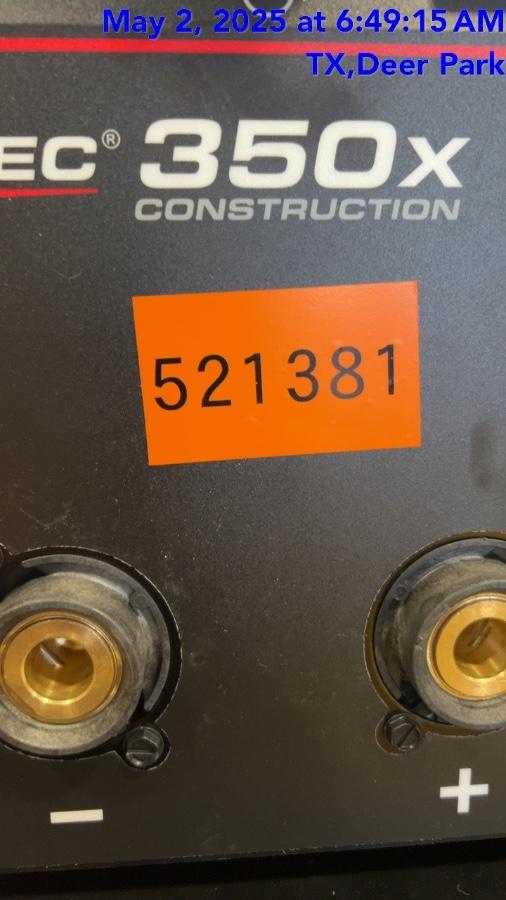 May 2, 2025 at 6:49:15 AM
TX,Deer Park
EC® 350x
CONSTRUCTION
521381
− +